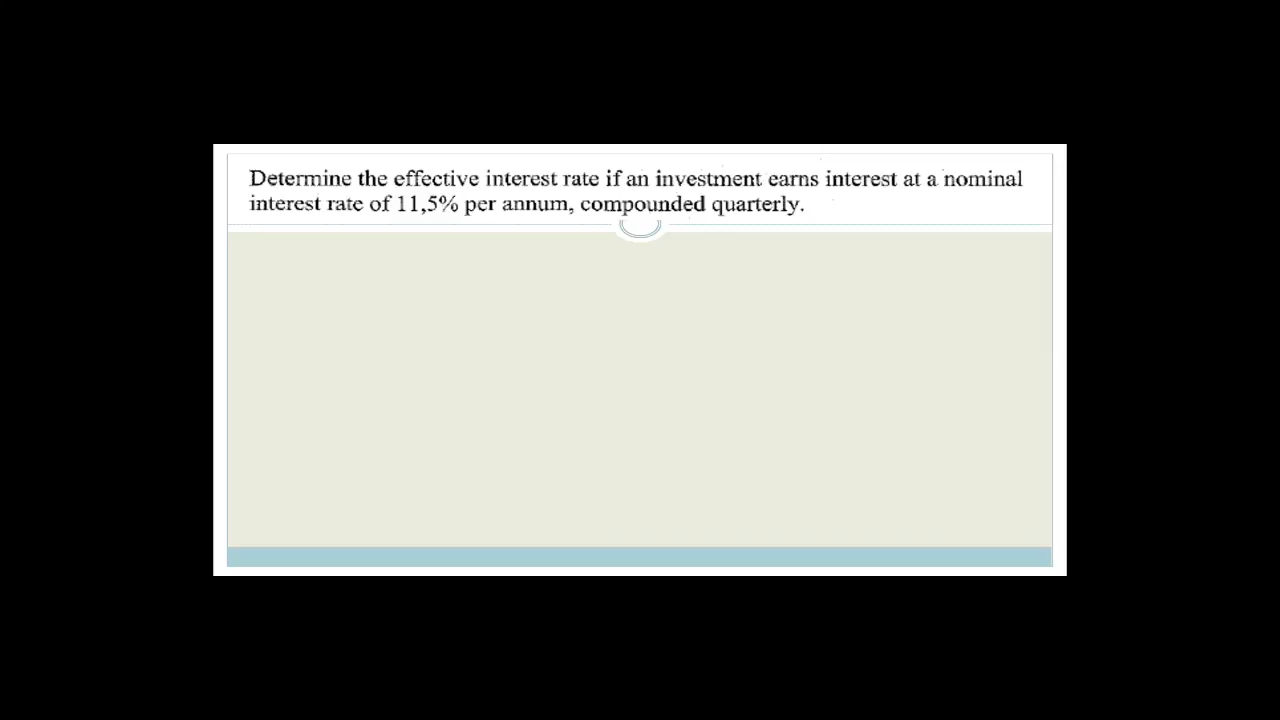 Determine the effective interest rate if an investment earns interest at a nominal
interest rate of 11,5% per annum, compounded quarterly.